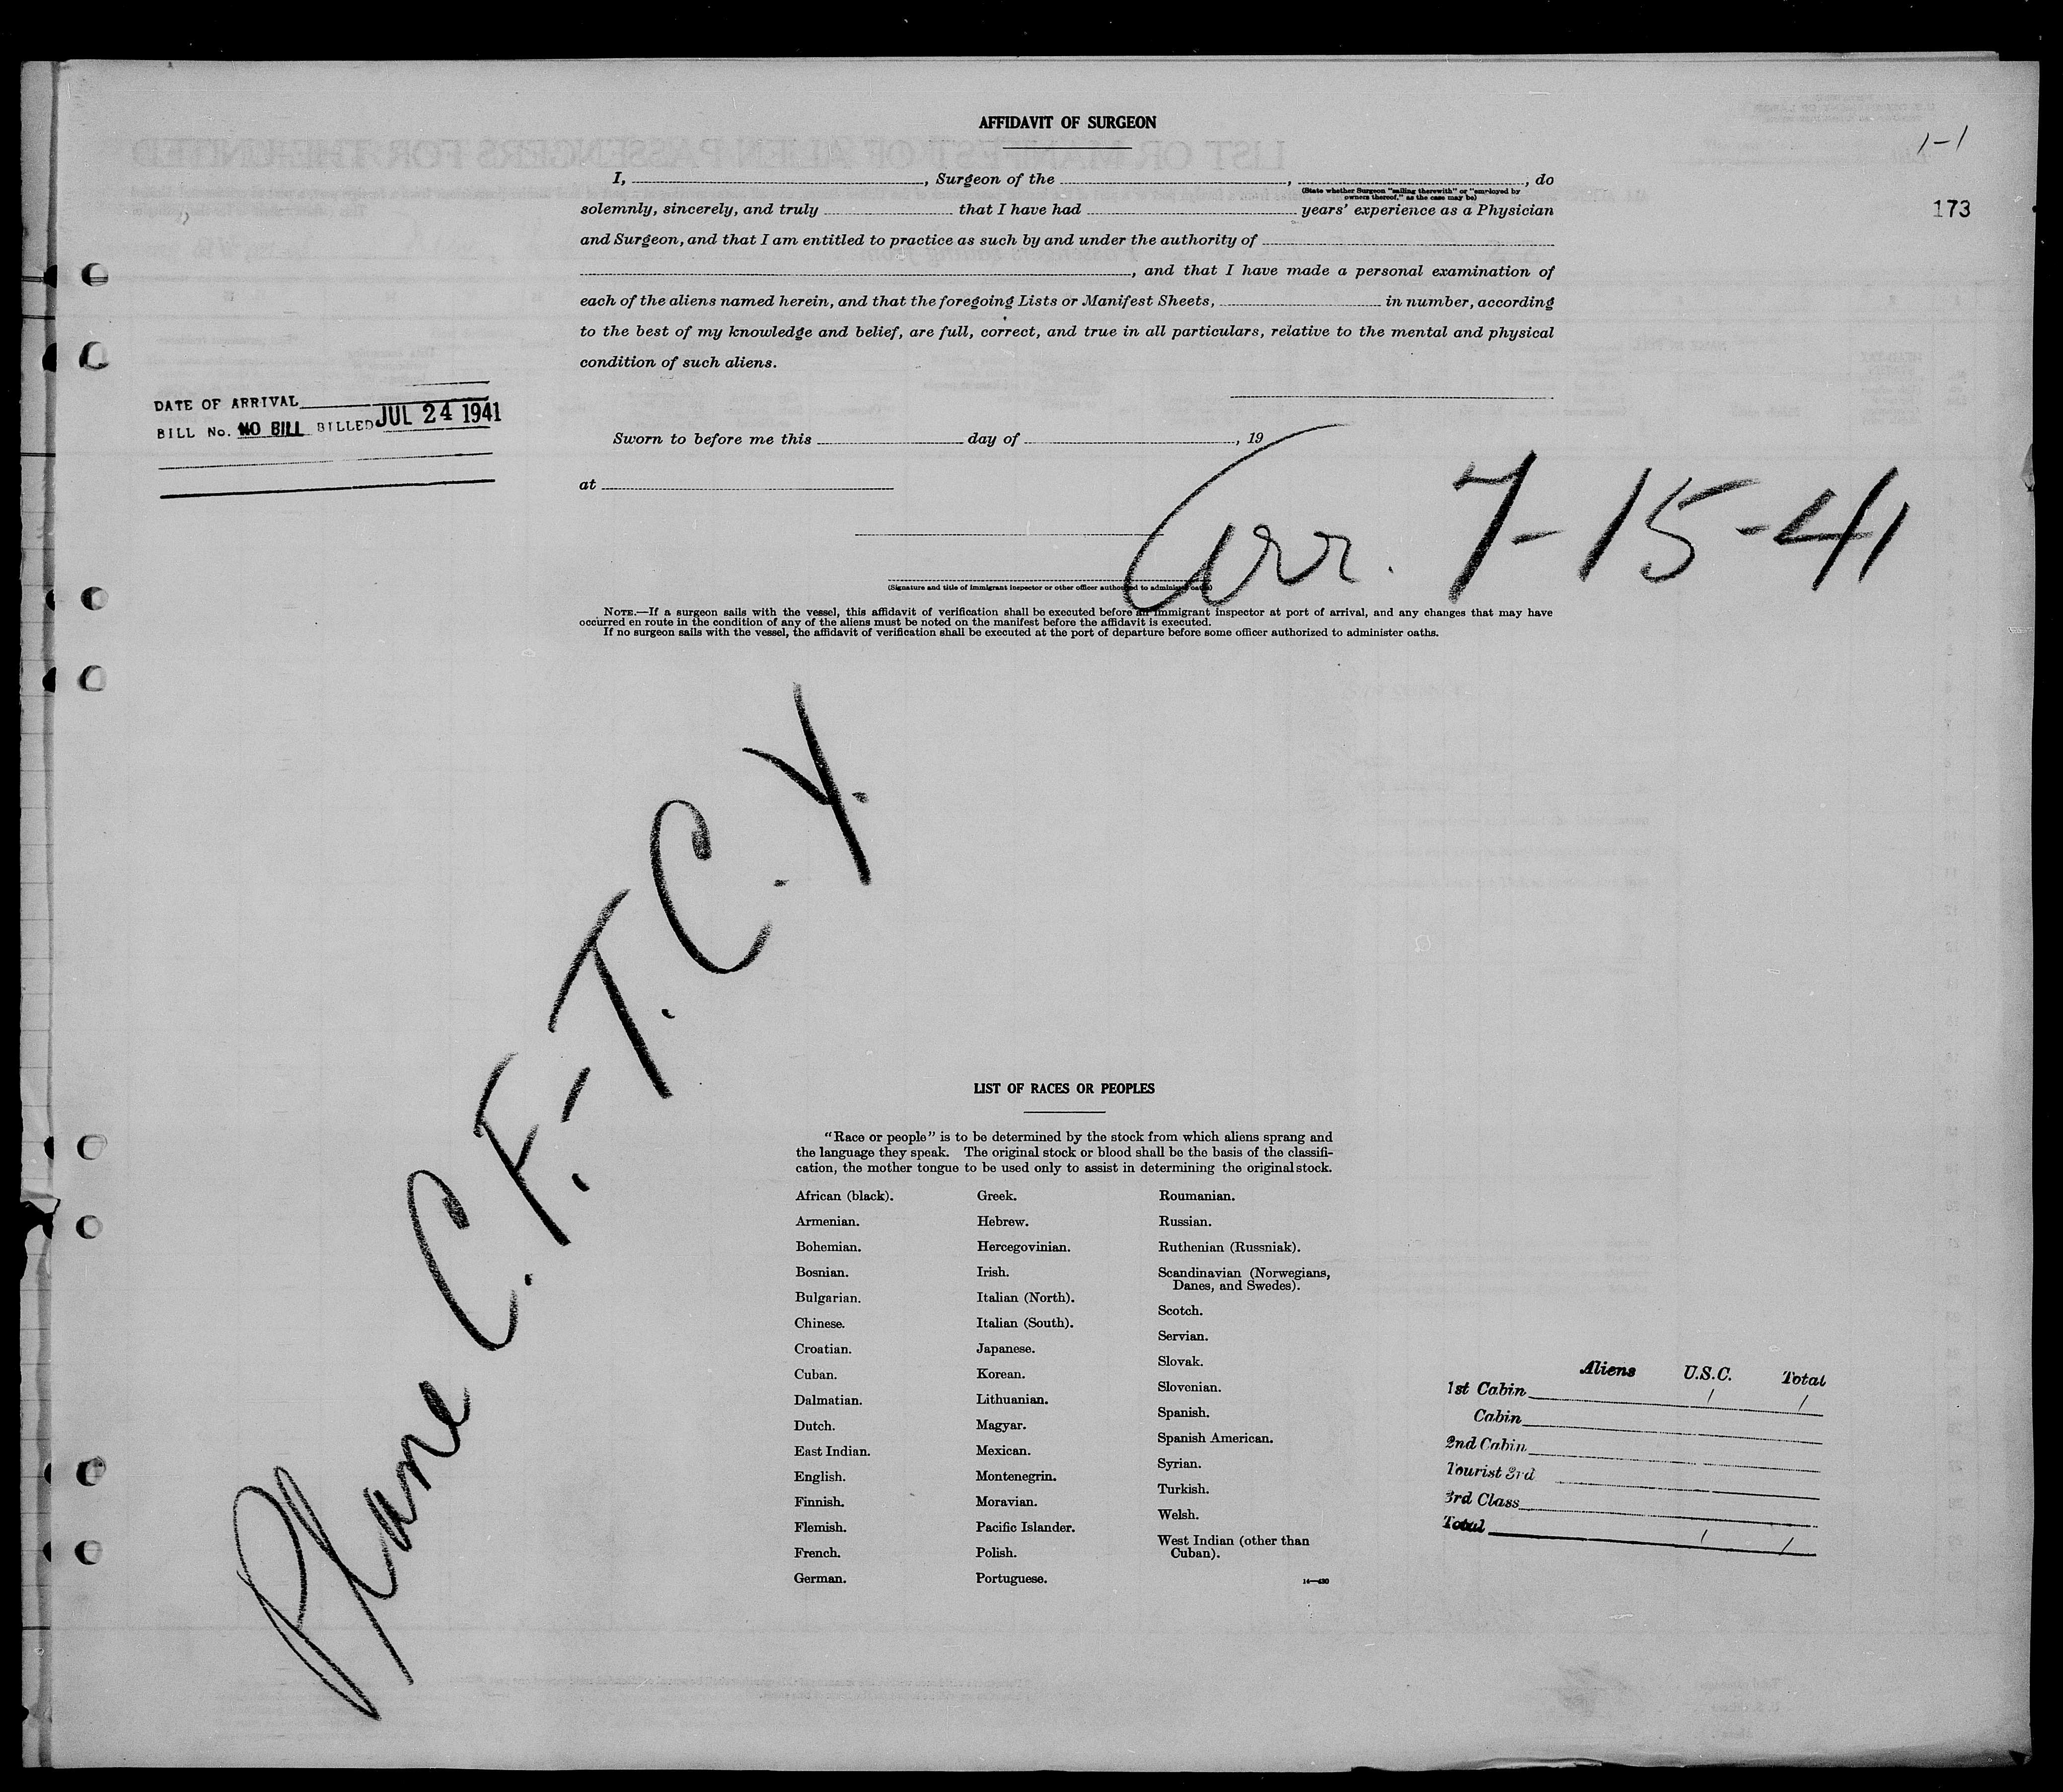 AFFIDAVIT OF SURGEON
1-1
I, , Surgeon of the , , do
(State whether Surgeon "sailing therewith" or "employed by
owners thereof," as the case may be)
solemnly, sincerely, and truly that I have had years' experience as a Physician
173
and Surgeon, and that I am entitled to practice as such by and under the authority of
, and that I have made a personal examination of
each of the aliens named herein, and that the foregoing Lists or Manifest Sheets, in number, according
to the best of my knowledge and belief, are full, correct, and true in all particulars, relative to the mental and physical
condition of such aliens.
DATE OF ARRIVAL
BILL No. NO BILL BILLED JUL 24 1941
Sworn to before me this day of , 19
at
Arr. 7-15-41
(Signature and title of immigrant inspector or other officer authorized to administer oaths)
NOTE.—If a surgeon sails with the vessel, this affidavit of verification shall be executed before an immigrant inspector at port of arrival, and any changes that may have
occurred en route in the condition of any of the aliens must be noted on the manifest before the affidavit is executed.
If no surgeon sails with the vessel, the affidavit of verification shall be executed at the port of departure before some officer authorized to administer oaths.
Plane C.F.-T.C.Y.
LIST OF RACES OR PEOPLES
"Race or people" is to be determined by the stock from which aliens sprang and
the language they speak. The original stock or blood shall be the basis of the classifi-
cation, the mother tongue to be used only to assist in determining the original stock.
African (black).
Armenian.
Bohemian.
Bosnian.
Bulgarian.
Chinese.
Croatian.
Cuban.
Dalmatian.
Dutch.
East Indian.
English.
Finnish.
Flemish.
French.
German.
Greek.
Hebrew.
Hercegovinian.
Irish.
Italian (North).
Italian (South).
Japanese.
Korean.
Lithuanian.
Magyar.
Mexican.
Montenegrin.
Moravian.
Pacific Islander.
Polish.
Portuguese.
Roumanian.
Russian.
Ruthenian (Russniak).
Scandinavian (Norwegians,
Danes, and Swedes).
Scotch.
Servian.
Slovak.
Slovenian.
Spanish.
Spanish American.
Syrian.
Turkish.
Welsh.
West Indian (other than
Cuban).
14—430
Aliens U.S.C. Total
1st Cabin 1 1
Cabin
2nd Cabin
Tourist 3rd
3rd Class
Total 1 1